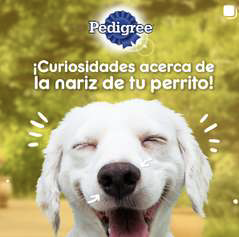 Pedigree
¡Curiosidades acerca de
la nariz de tu perrito!